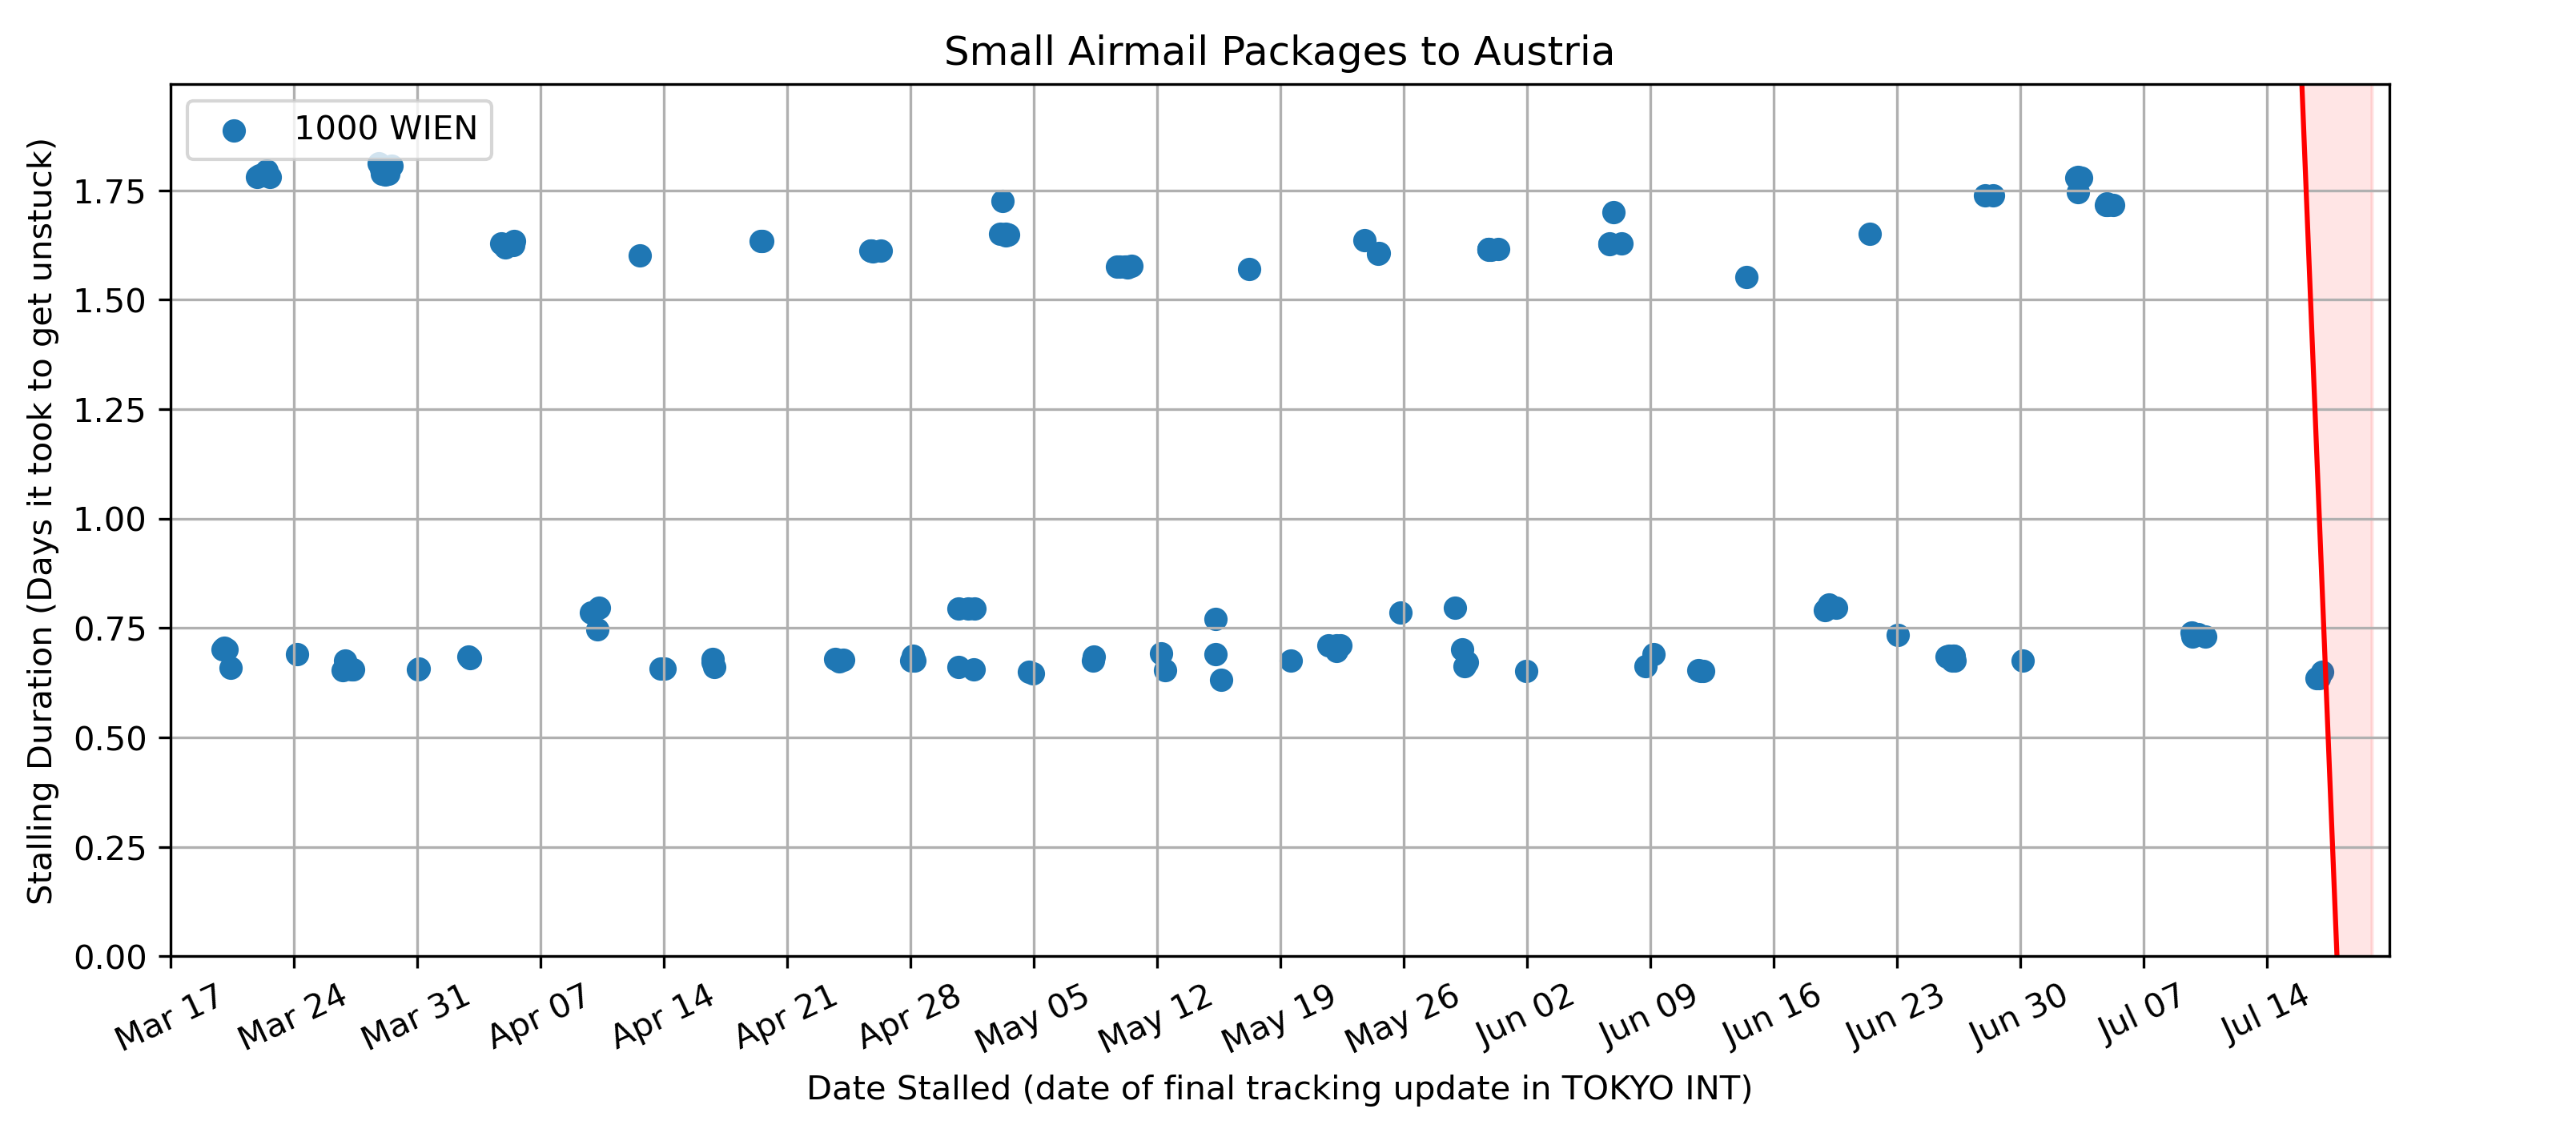 Small Airmail Packages to Austria
1000 WIEN
Stalling Duration (Days it took to get unstuck)
1.75
1.50
1.25
1.00
0.75
0.50
0.25
0.00
Mar 17
Mar 24
Mar 31
Apr 07
Apr 14
Apr 21
Apr 28
May 05
May 12
May 19
May 26
Jun 02
Jun 09
Jun 16
Jun 23
Jun 30
Jul 07
Jul 14
Date Stalled (date of final tracking update in TOKYO INT)